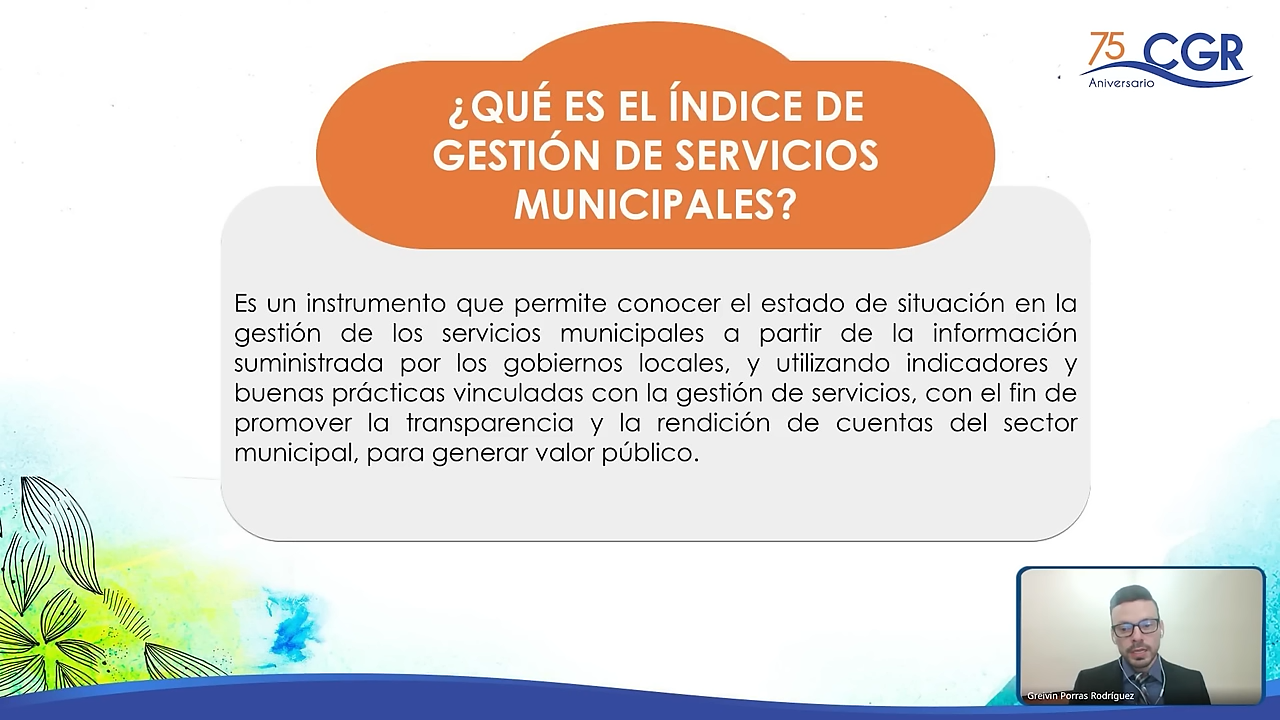 75 CGR
Aniversario
¿QUÉ ES EL ÍNDICE DE
GESTIÓN DE SERVICIOS
MUNICIPALES?
Es un instrumento que permite conocer el estado de situación en la
gestión de los servicios municipales a partir de la información
suministrada por los gobiernos locales, y utilizando indicadores y
buenas prácticas vinculadas con la gestión de servicios, con el fin de
promover la transparencia y la rendición de cuentas del sector
municipal, para generar valor público.
Greivin Porras Rodríguez